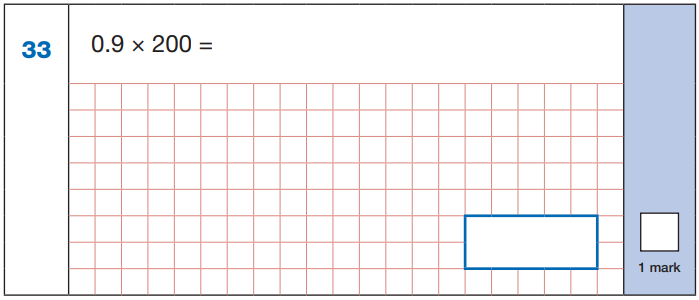 33
0.9 × 200 =
1 mark